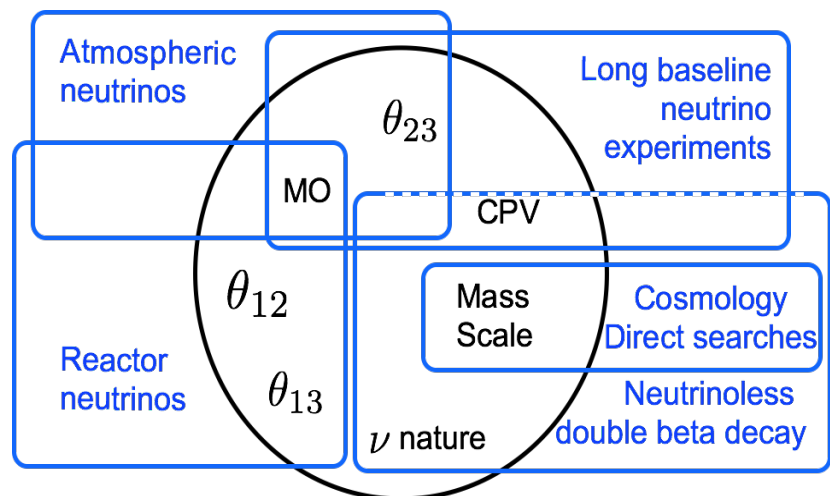 Atmospheric
neutrinos
Long baseline
neutrino
experiments
θ₂₃
MO
CPV
θ₁₂
Mass
Scale
Cosmology
Direct searches
Reactor
neutrinos
θ₁₃
Neutrinoless
double beta decay
ν nature